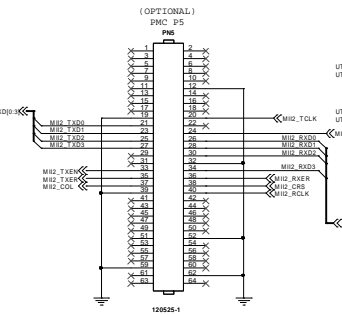 (OPTIONAL)
PMC P5
PN5
1 2
3 4
5 6
7 8
9 10
11 12
13 14
15 16
17 18
19 20 MII2_TCLK
MII2_TXD0 21 22
MII2_TXD1 23 24
MII2_TXD2 25 26 MII2_RXD0
MII2_TXD3 27 28 MII2_RXD1
29 30 MII2_RXD2
31 32
MII2_TXEN 33 34 MII2_RXD3
MII2_TXER 35 36 MII2_RXER
MII2_COL 37 38 MII2_CRS
39 40 MII2_RCLK
41 42
43 44
45 46
47 48
49 50
51 52
53 54
55 56
57 58
59 60
61 62
63 64
120525-1